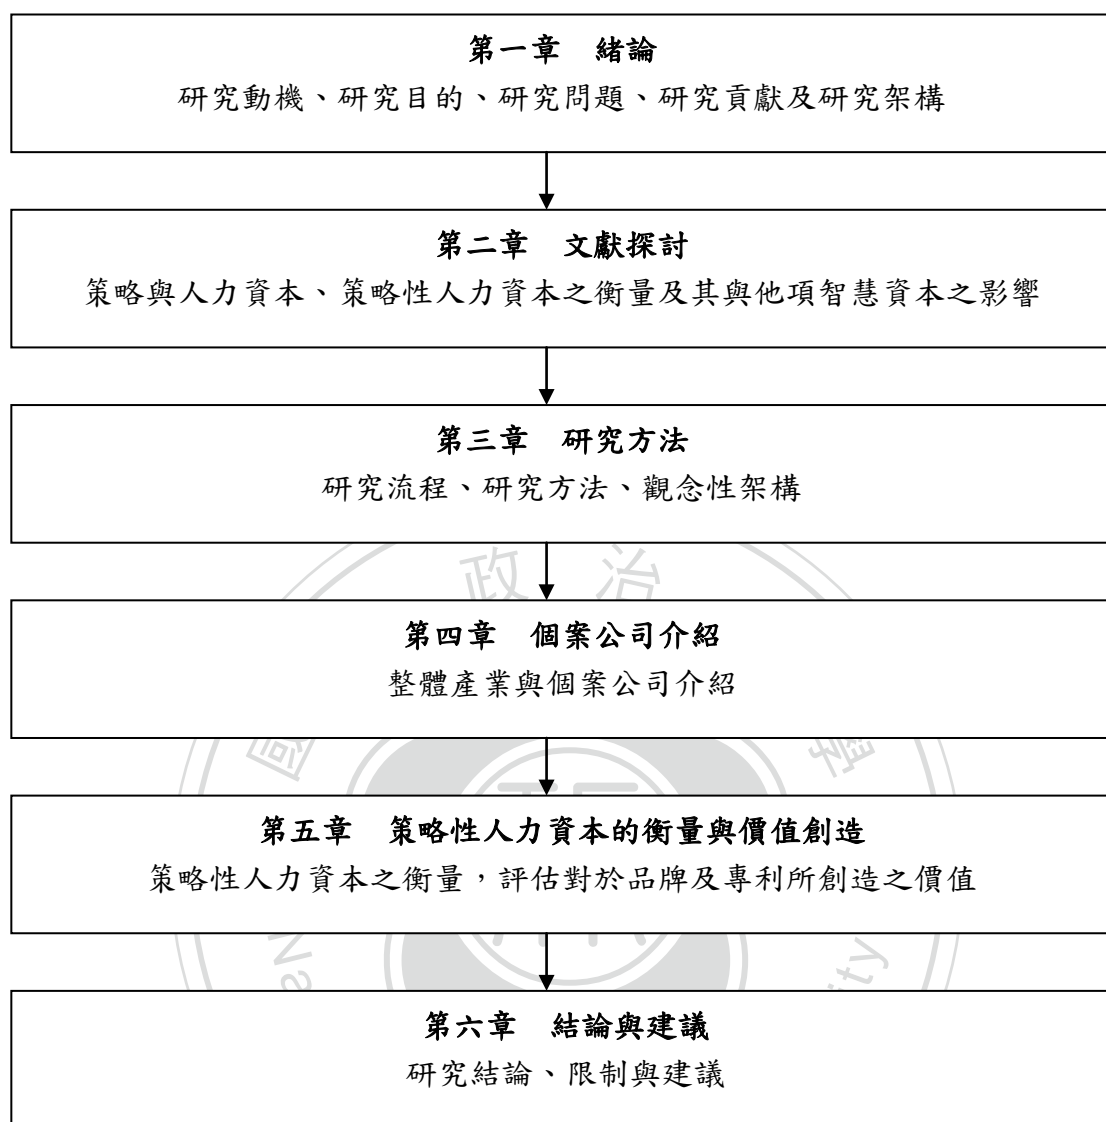 第一章　緒論
研究動機、研究目的、研究問題、研究貢獻及研究架構
第二章　文獻探討
策略與人力資本、策略性人力資本之衡量及其與他項智慧資本之影響
第三章　研究方法
研究流程、研究方法、觀念性架構
政 治
第四章　個案公司介紹
整體產業與個案公司介紹
國 學
第五章　策略性人力資本的衡量與價值創造
策略性人力資本之衡量，評估對於品牌及專利所創造之價值
第六章　結論與建議
研究結論、限制與建議